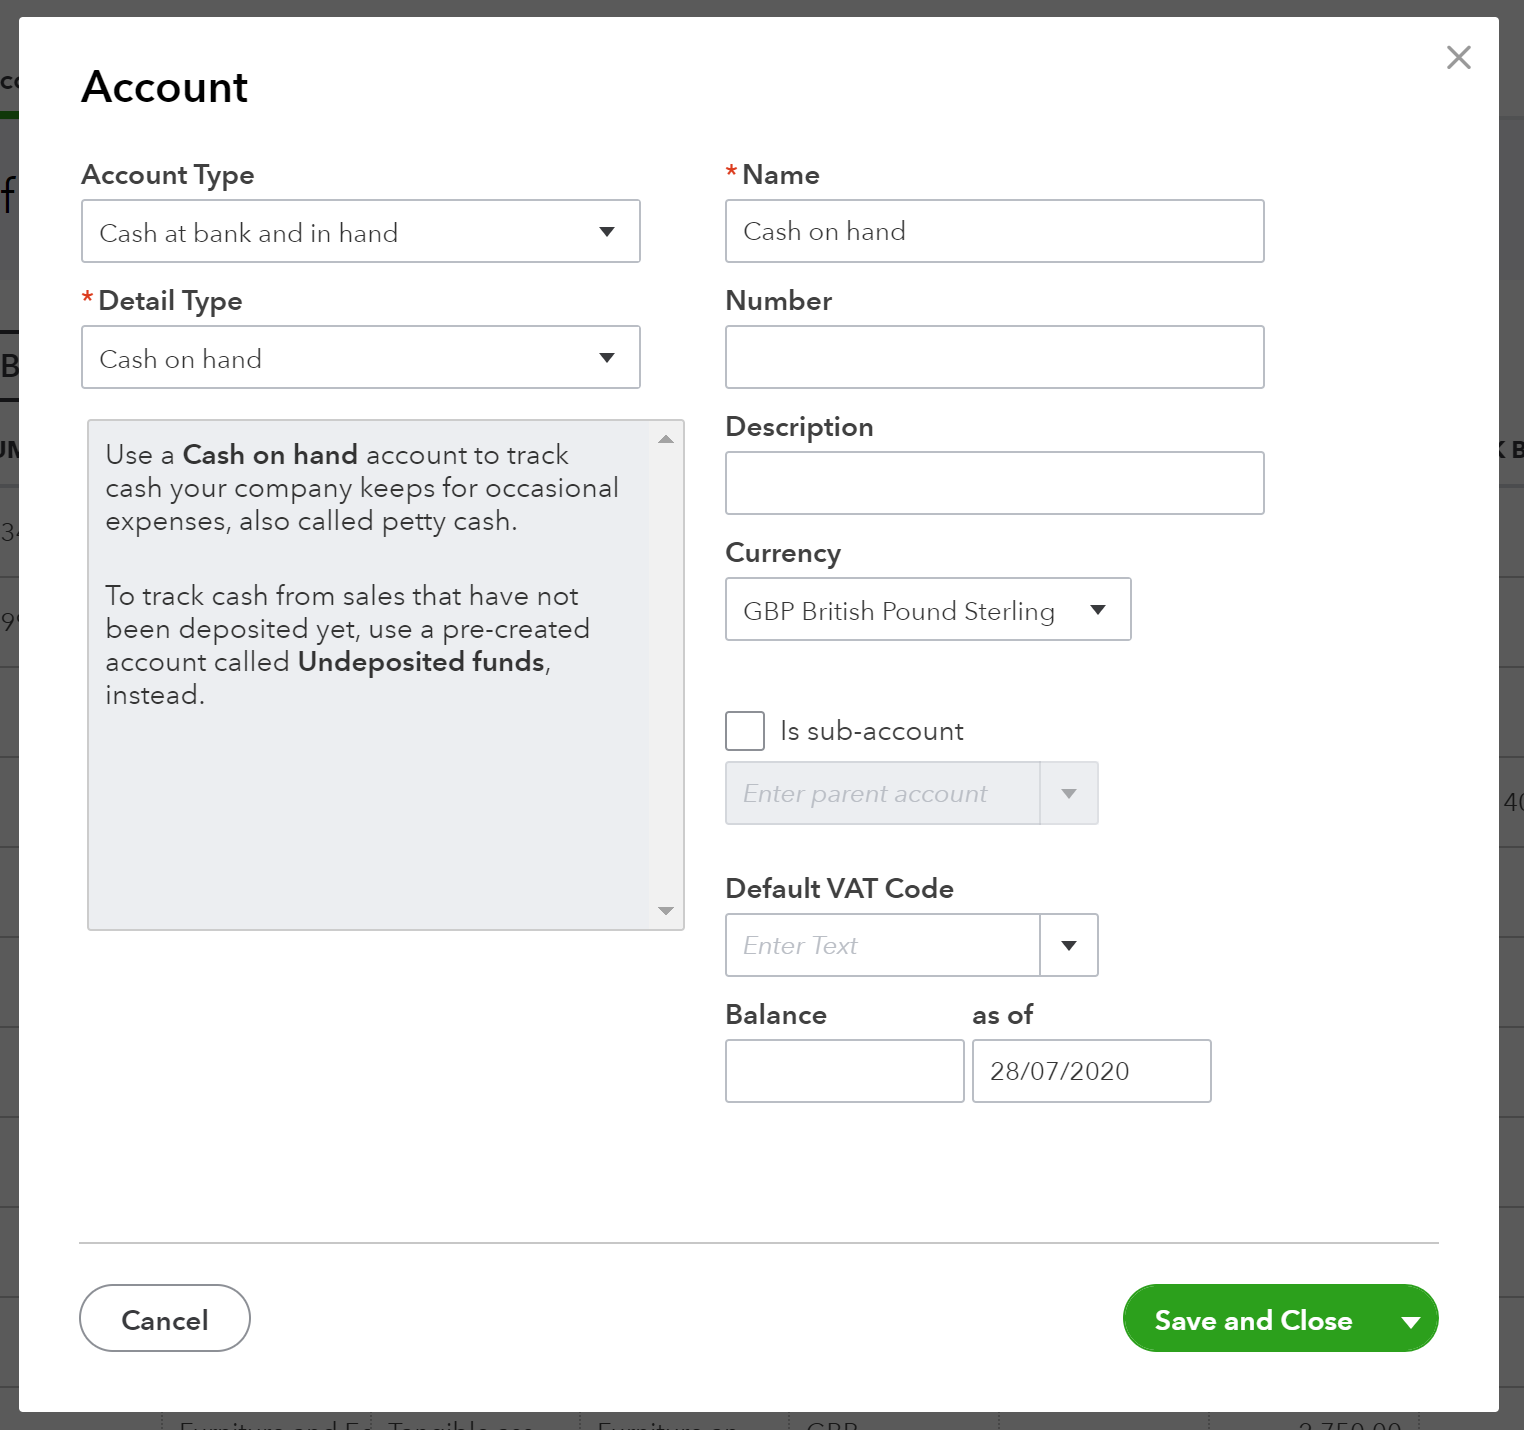 Account
Account Type
Cash at bank and in hand
* Detail Type
Cash on hand
Use a Cash on hand account to track
cash your company keeps for occasional
expenses, also called petty cash.
To track cash from sales that have not
been deposited yet, use a pre-created
account called Undeposited funds,
instead.
* Name
Cash on hand
Number
Description
Currency
GBP British Pound Sterling
Is sub-account
Enter parent account
Default VAT Code
Enter Text
Balance
as of
28/07/2020
Cancel
Save and Close